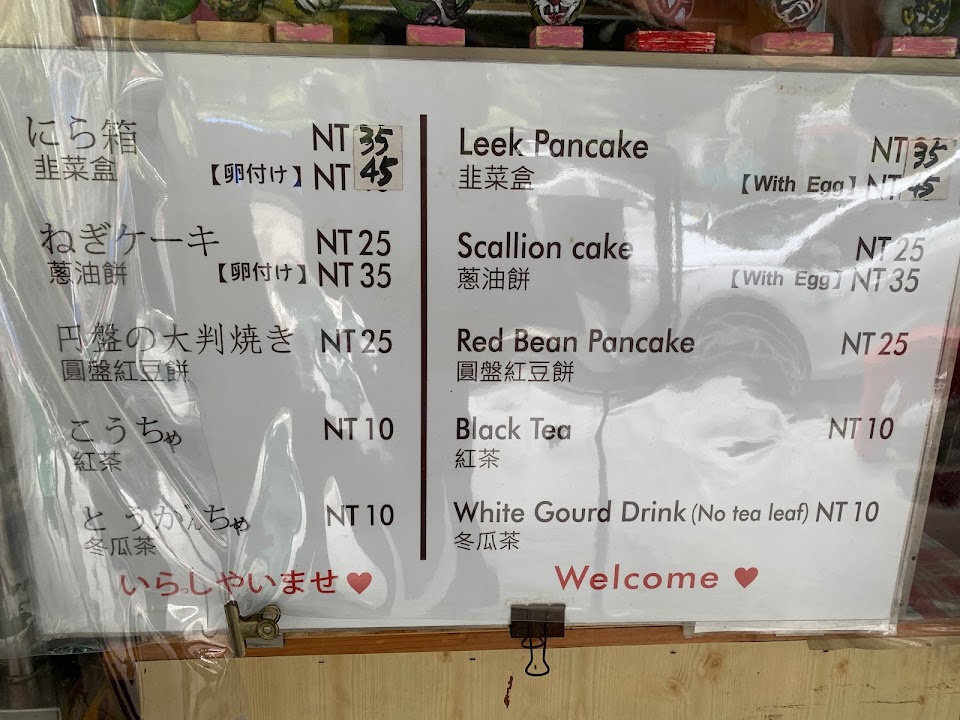 にら箱 NT 35
韭菜盒 【卵付け】 NT 45
ねぎケーキ NT 25
蔥油餅 【卵付け】 NT 35
円盤の大判焼き NT 25
圓盤紅豆餅
こうちゃ NT 10
紅茶
とうがんちゃ NT 10
冬瓜茶
いらっしゃいませ♥
Leek Pancake NT 35
韭菜盒 【With Egg】 NT 45
Scallion cake NT 25
蔥油餅 【With Egg】 NT 35
Red Bean Pancake NT 25
圓盤紅豆餅
Black Tea NT 10
紅茶
White Gourd Drink (No tea leaf) NT 10
冬瓜茶
Welcome ♥